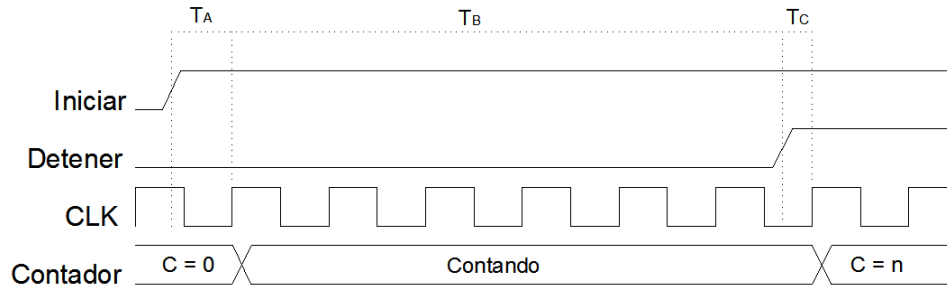 TA TB TC
Iniciar
Detener
CLK
Contador C = 0 Contando C = n